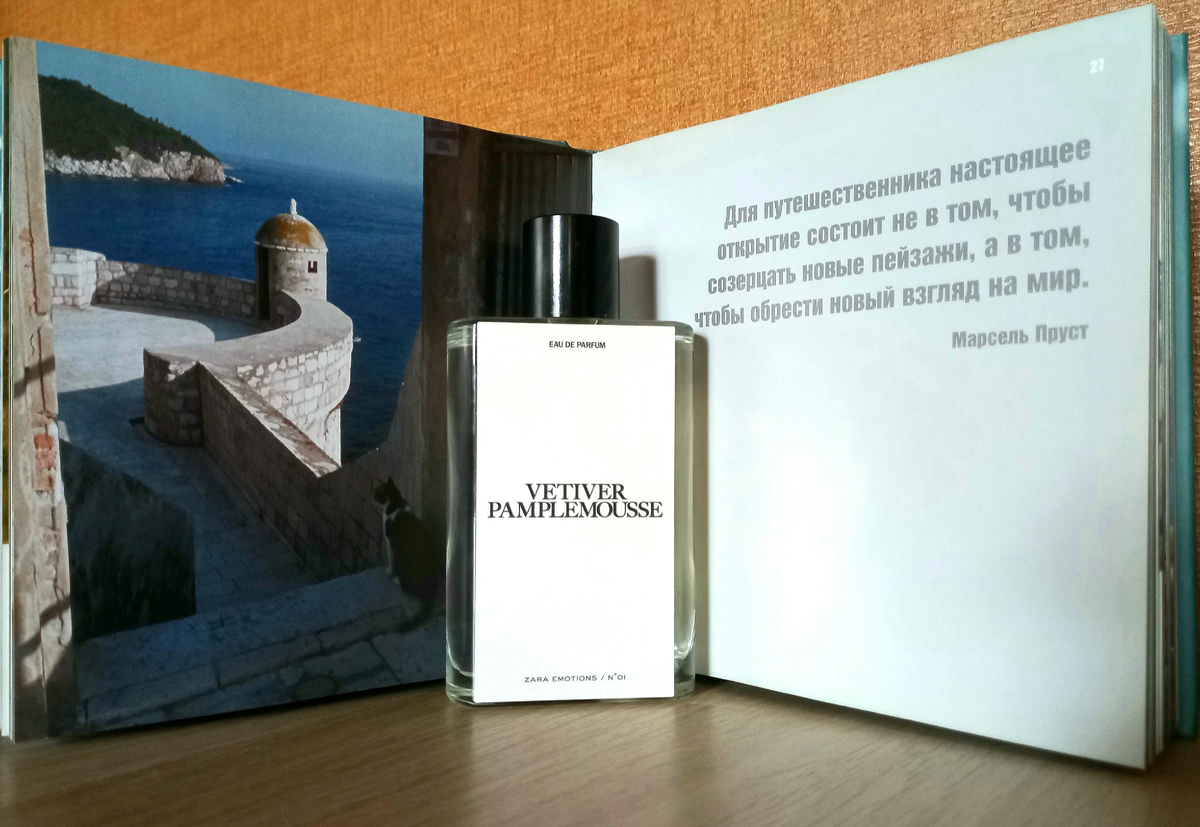 EAU DE PARFUM
VETIVER
PAMPLEMOUSSE
ZARA EMOTIONS / N°01
27
Для путешественника настоящее
открытие состоит не в том, чтобы
созерцать новые пейзажи, а в том,
чтобы обрести новый взгляд на мир.
Марсель Пруст